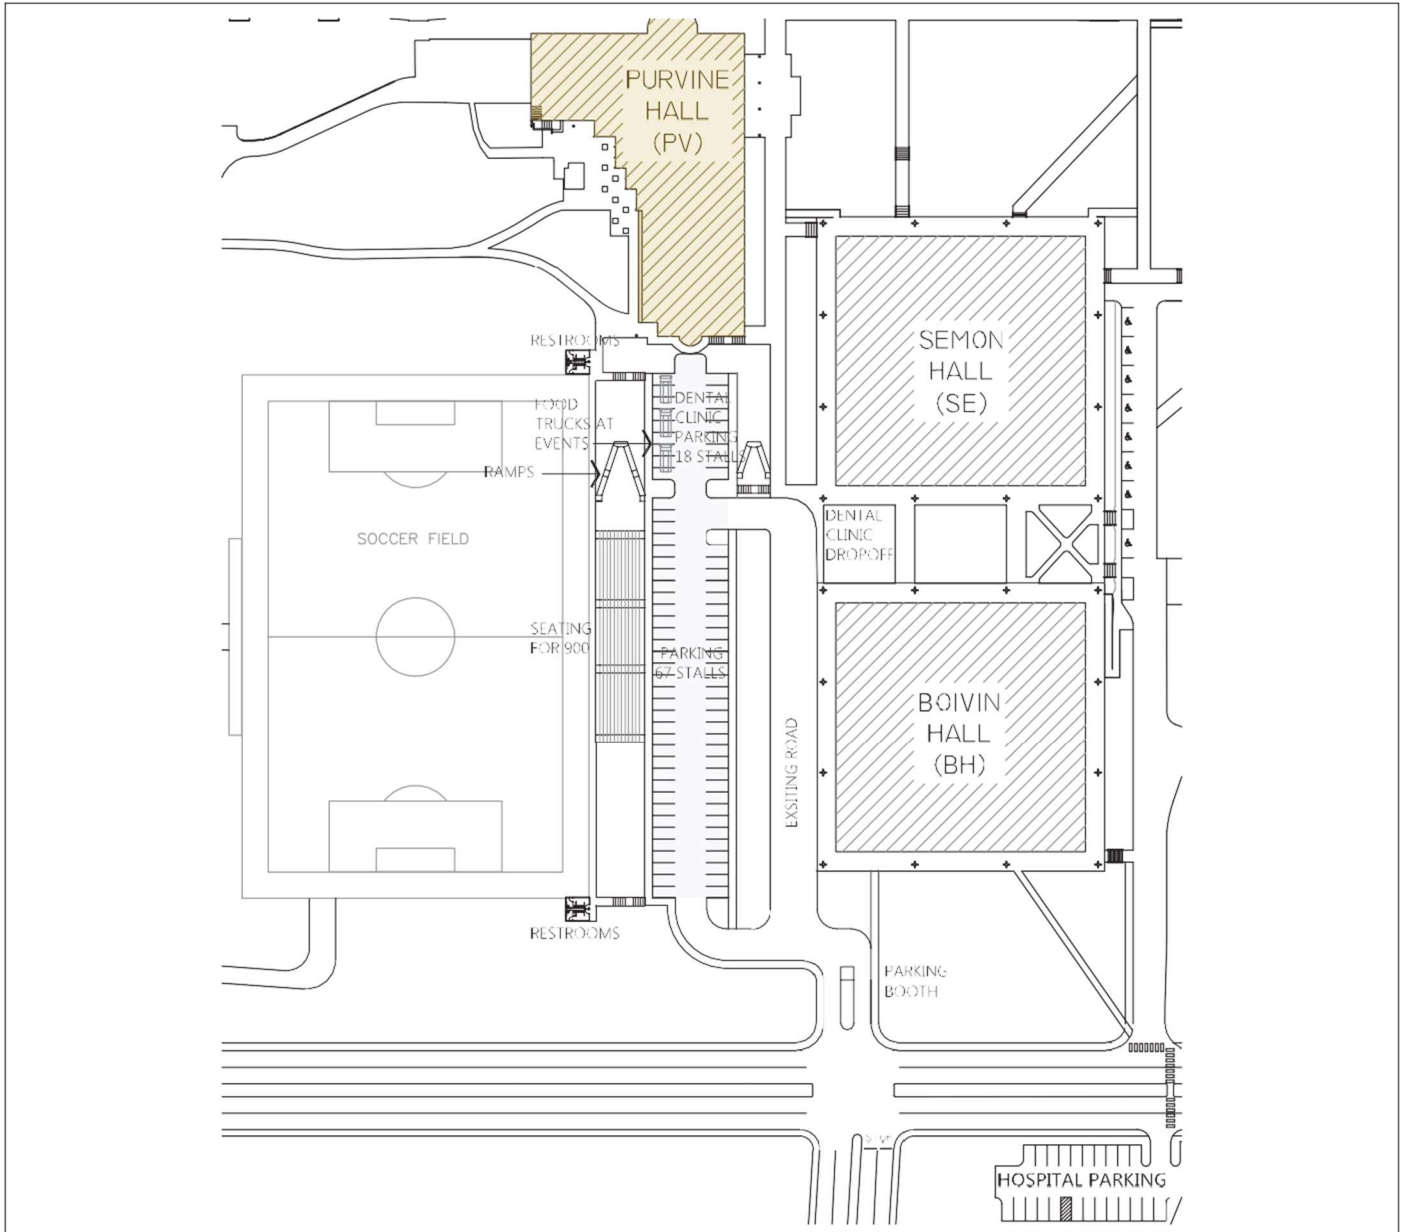 PURVINE
HALL
(PV)
SEMON
HALL
(SE)
RESTROOMS
FOOD
TRUCKS AT
EVENTS
DENTAL
CLINIC
PARKING
18 STALLS
RAMPS
SOCCER FIELD
DENTAL
CLINIC
DROPOFF
SEATING
FOR 900
PARKING
67 STALLS
BOIVIN
HALL
(BH)
EXSITING ROAD
RESTROOMS
PARKING
BOOTH
HOSPITAL PARKING